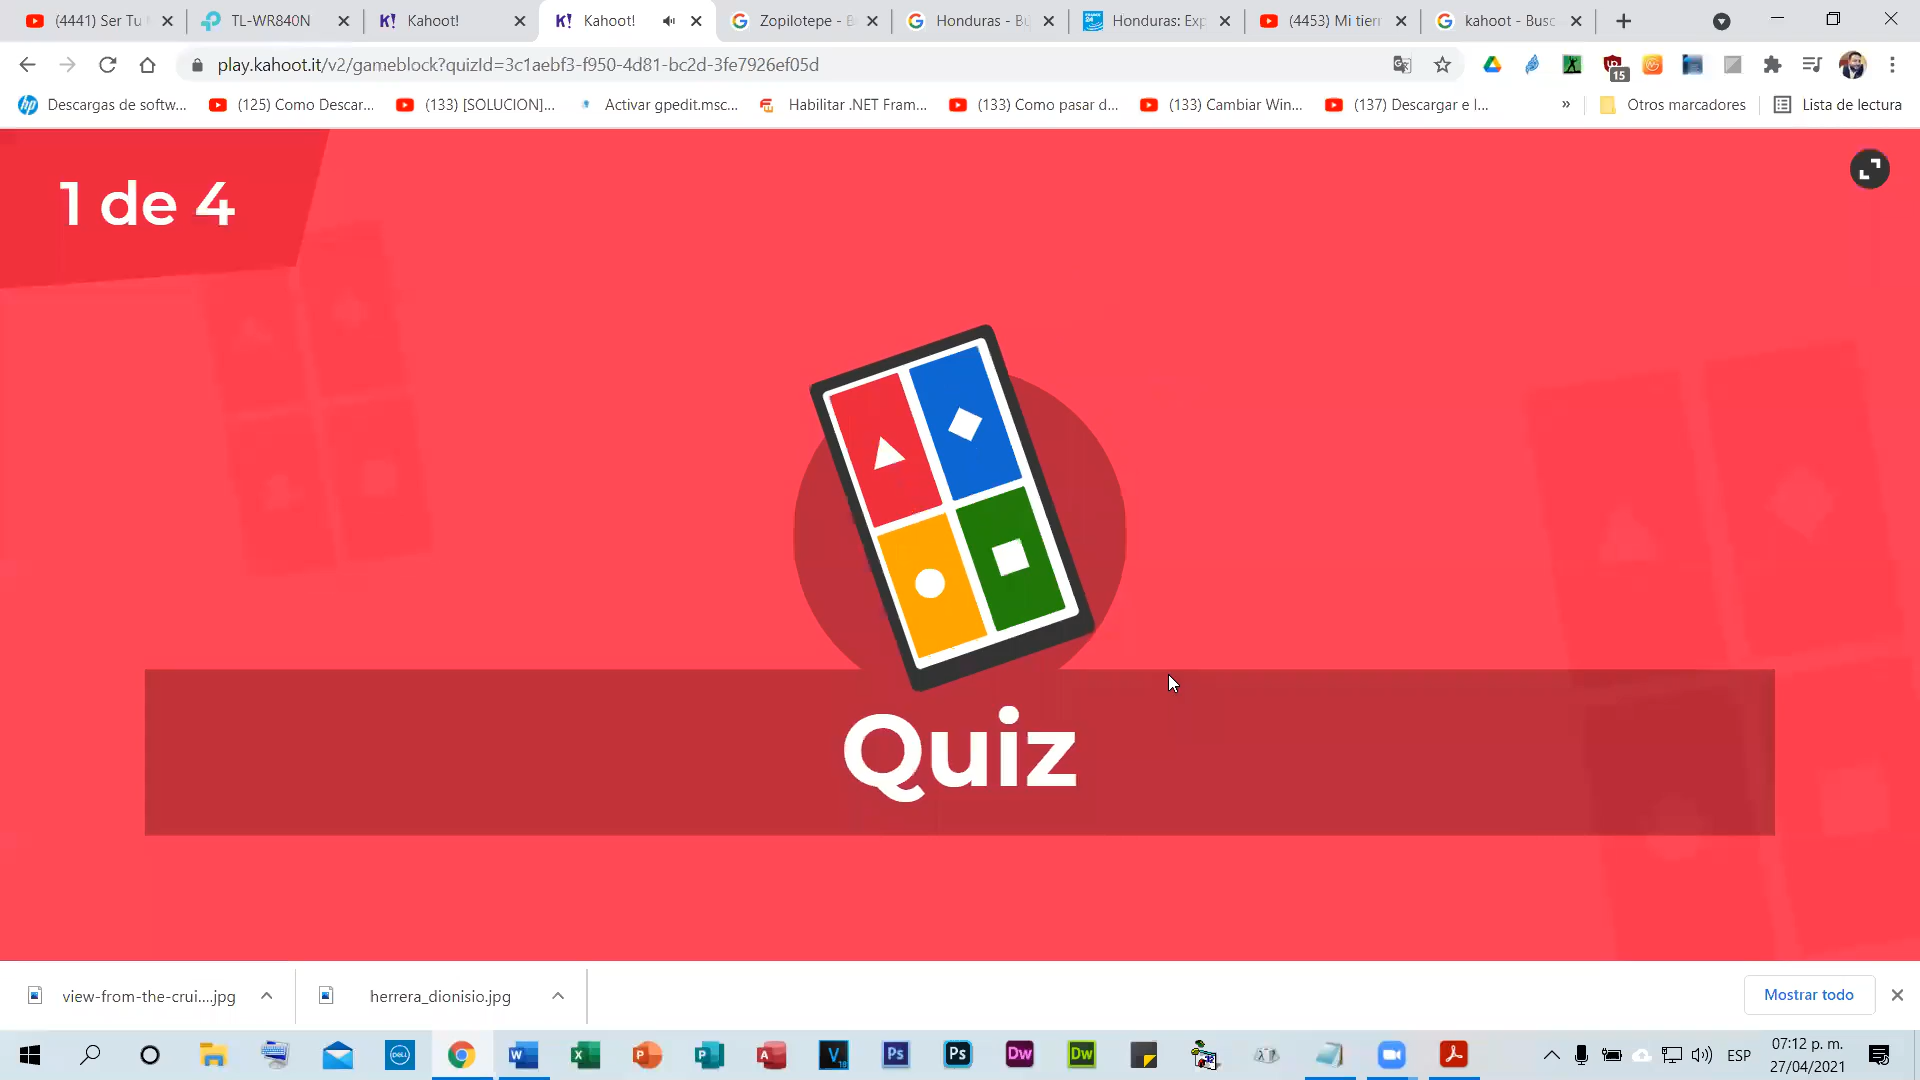 (4441) Ser Tu
TL-WR840N
Kahoot!
Kahoot!
Zopilotepe - B
Honduras - Bú
Honduras: Exp
(4453) Mi tierr
kahoot - Busc
play.kahoot.it/v2/gameblock?quizId=3c1aebf3-f950-4d81-bc2d-3fe7926ef05d
15
Descargas de softw...
(125) Como Descar...
(133) [SOLUCION]...
Activar gpedit.msc...
Habilitar .NET Fram...
(133) Como pasar d...
(133) Cambiar Win...
(137) Descargar e I...
»
Otros marcadores
Lista de lectura
1 de 4
Quiz
view-from-the-crui....jpg
herrera_dionisio.jpg
Mostrar todo
ESP
07:12 p. m.
27/04/2021